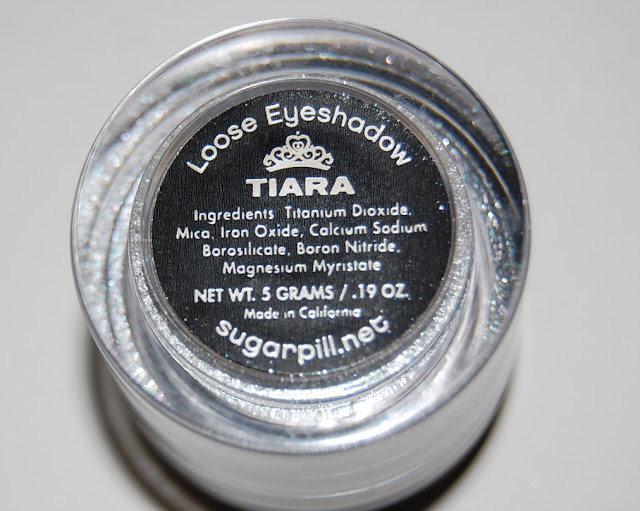 Loose Eyeshadow
TIARA
Ingredients Titanium Dioxide,
Mica, Iron Oxide, Calcium Sodium
Borosilicate, Boron Nitride,
Magnesium Myristate
NET WT. 5 GRAMS / .19 OZ.
Made in California
sugarpill.net